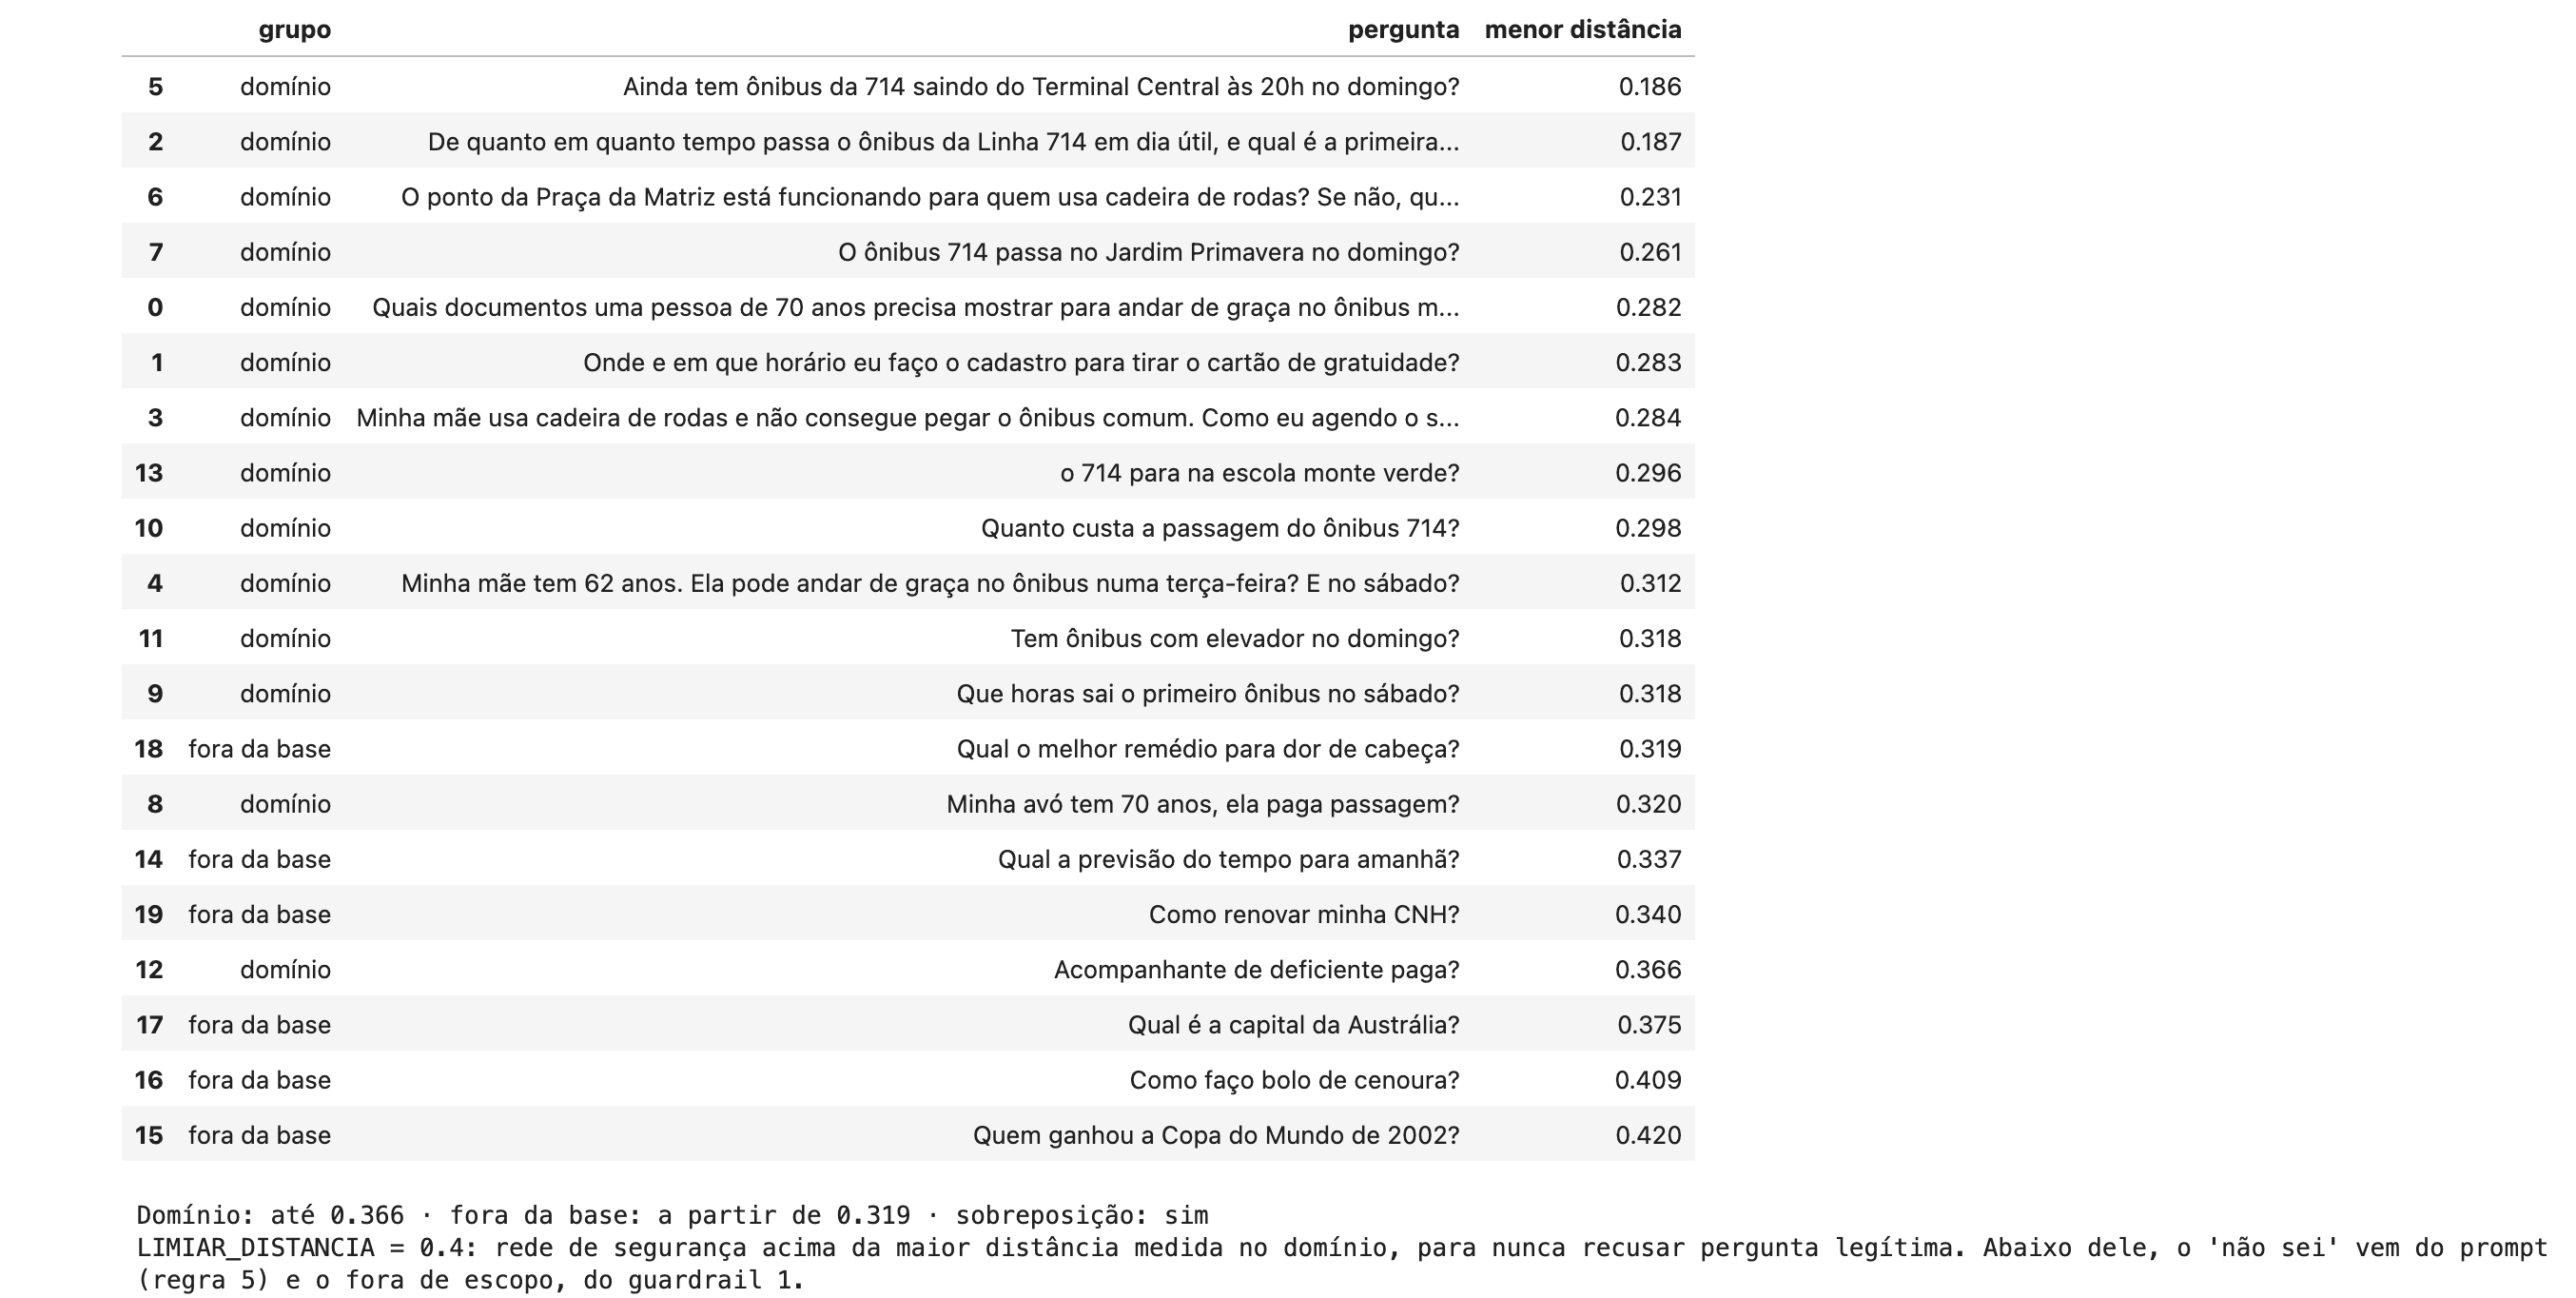 grupo pergunta menor distância
5 domínio Ainda tem ônibus da 714 saindo do Terminal Central às 20h no domingo? 0.186
2 domínio De quanto em quanto tempo passa o ônibus da Linha 714 em dia útil, e qual é a primeira... 0.187
6 domínio O ponto da Praça da Matriz está funcionando para quem usa cadeira de rodas? Se não, qu... 0.231
7 domínio O ônibus 714 passa no Jardim Primavera no domingo? 0.261
0 domínio Quais documentos uma pessoa de 70 anos precisa mostrar para andar de graça no ônibus m... 0.282
1 domínio Onde e em que horário eu faço o cadastro para tirar o cartão de gratuidade? 0.283
3 domínio Minha mãe usa cadeira de rodas e não consegue pegar o ônibus comum. Como eu agendo o s... 0.284
13 domínio o 714 para na escola monte verde? 0.296
10 domínio Quanto custa a passagem do ônibus 714? 0.298
4 domínio Minha mãe tem 62 anos. Ela pode andar de graça no ônibus numa terça-feira? E no sábado? 0.312
11 domínio Tem ônibus com elevador no domingo? 0.318
9 domínio Que horas sai o primeiro ônibus no sábado? 0.318
18 fora da base Qual o melhor remédio para dor de cabeça? 0.319
8 domínio Minha avó tem 70 anos, ela paga passagem? 0.320
14 fora da base Qual a previsão do tempo para amanhã? 0.337
19 fora da base Como renovar minha CNH? 0.340
12 domínio Acompanhante de deficiente paga? 0.366
17 fora da base Qual é a capital da Austrália? 0.375
16 fora da base Como faço bolo de cenoura? 0.409
15 fora da base Quem ganhou a Copa do Mundo de 2002? 0.420
Domínio: até 0.366 · fora da base: a partir de 0.319 · sobreposição: sim
LIMIAR_DISTANCIA = 0.4: rede de segurança acima da maior distância medida no domínio, para nunca recusar pergunta legítima. Abaixo dele, o 'não sei' vem do prompt
(regra 5) e o fora de escopo, do guardrail 1.